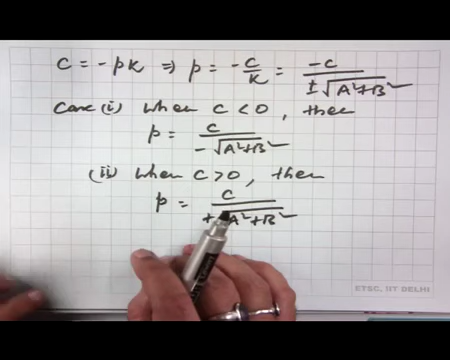 C = - pK ⇒ p = - C/K = -C / ±√A²+B²
Case (i) When C < 0, then
p = C / -√A²+B²
(ii) When C > 0, then
p = C / +√A²+B²
ETSC, IIT DELHI